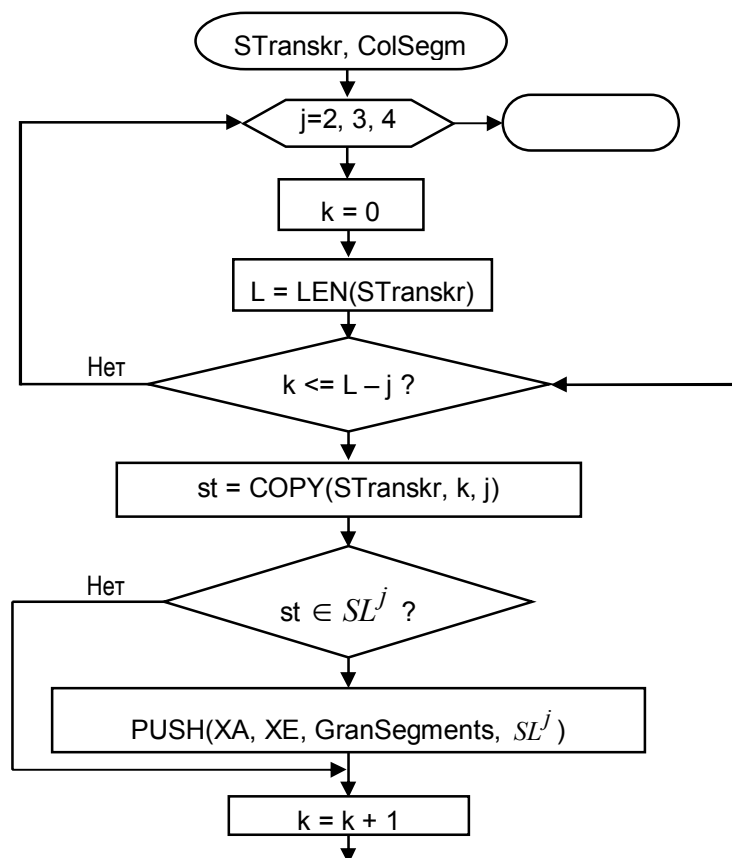 STranskr, ColSegm
j=2, 3, 4
k = 0
L = LEN(STranskr)
Нет
k <= L – j ?
st = COPY(STranskr, k, j)
Нет
st ∈ SL^j ?
PUSH(XA, XE, GranSegments, SL^j)
k = k + 1